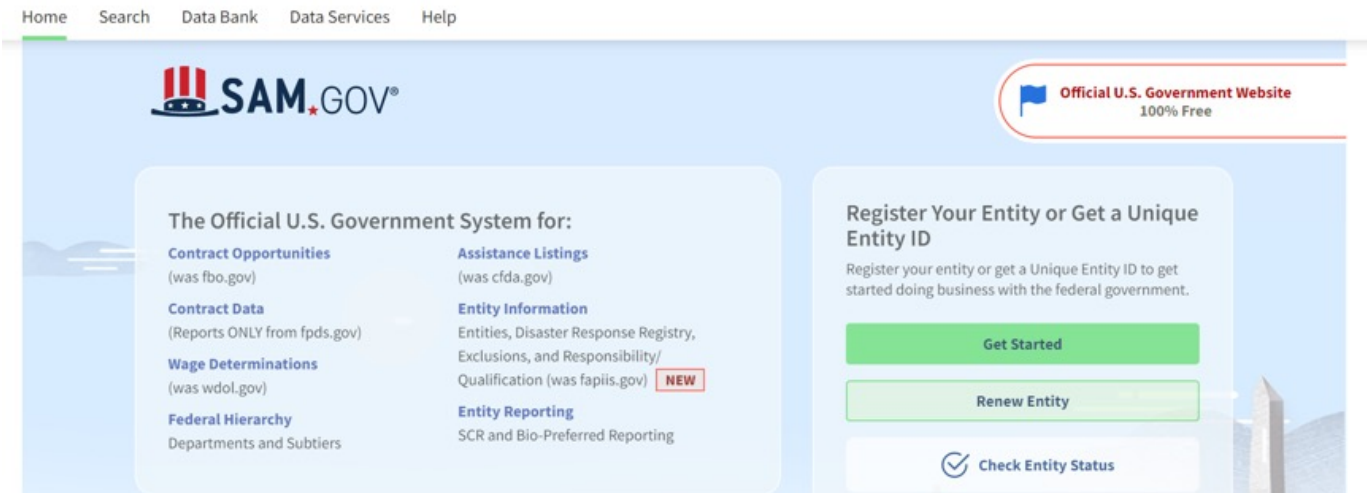 Home Search Data Bank Data Services Help
SAM.GOV®
Official U.S. Government Website
100% Free
The Official U.S. Government System for:
Contract Opportunities
(was fbo.gov)
Contract Data
(Reports ONLY from fpds.gov)
Wage Determinations
(was wdol.gov)
Federal Hierarchy
Departments and Subtiers
Assistance Listings
(was cfda.gov)
Entity Information
Entities, Disaster Response Registry,
Exclusions, and Responsibility/
Qualification (was fapiis.gov) NEW
Entity Reporting
SCR and Bio-Preferred Reporting
Register Your Entity or Get a Unique
Entity ID
Register your entity or get a Unique Entity ID to get
started doing business with the federal government.
Get Started
Renew Entity
Check Entity Status